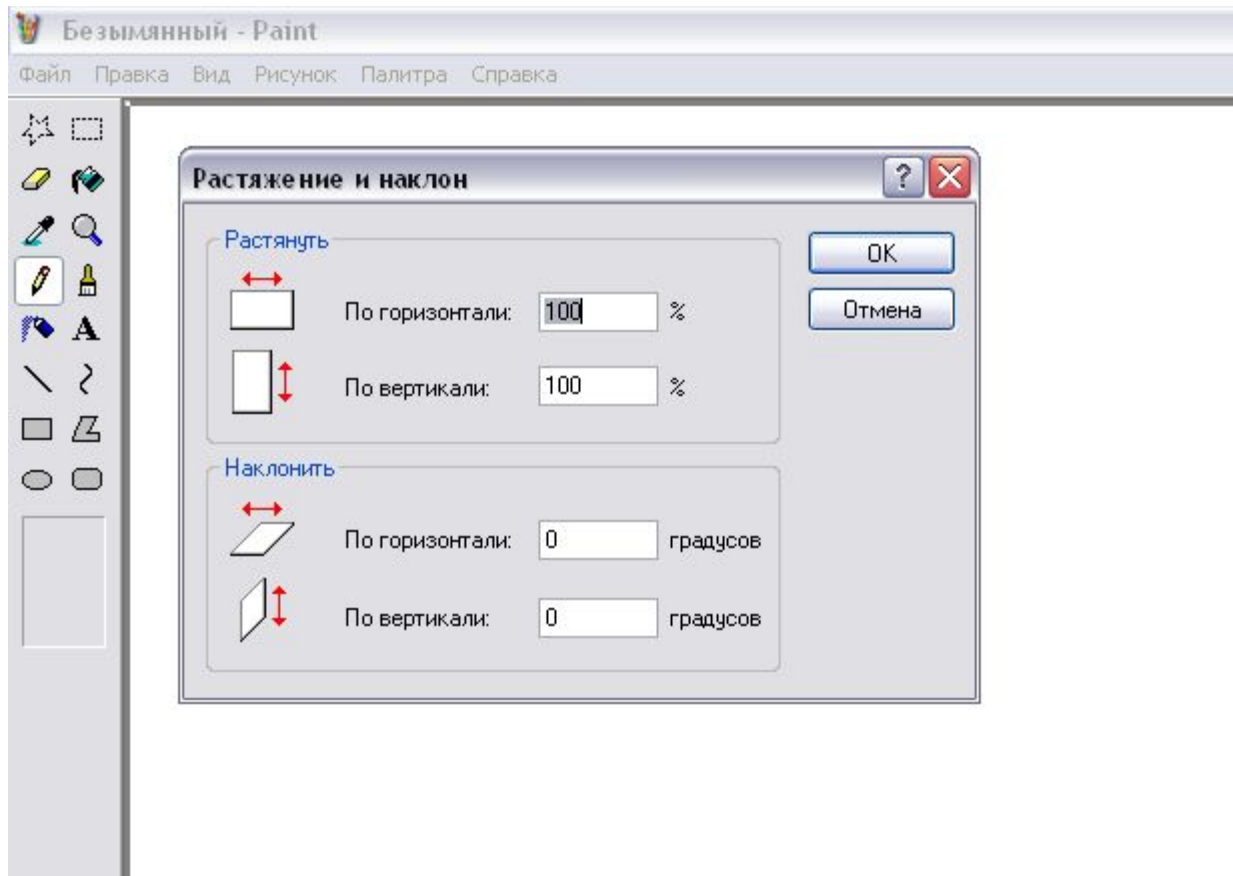 Безымянный - Paint
Файл Правка Вид Рисунок Палитра Справка
Растяжение и наклон
Растянуть
По горизонтали: 100 %
По вертикали: 100 %
OK
Отмена
Наклонить
По горизонтали: 0 градусов
По вертикали: 0 градусов